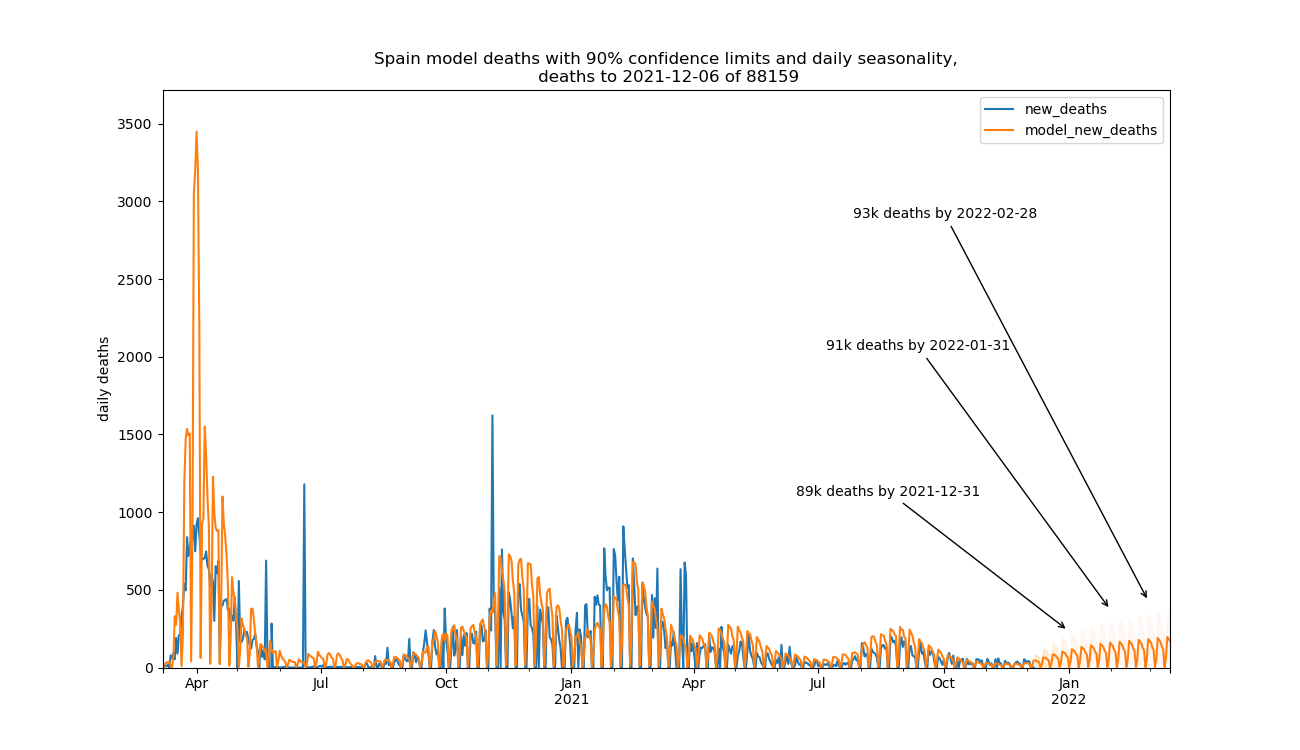 Spain model deaths with 90% confidence limits and daily seasonality,
deaths to 2021-12-06 of 88159
new_deaths
model_new_deaths
3500
3000
2500
2000
1500
1000
500
0
daily deaths
93k deaths by 2022-02-28
91k deaths by 2022-01-31
89k deaths by 2021-12-31
Apr Jul Oct Jan Apr Jul Oct Jan
2021 2022